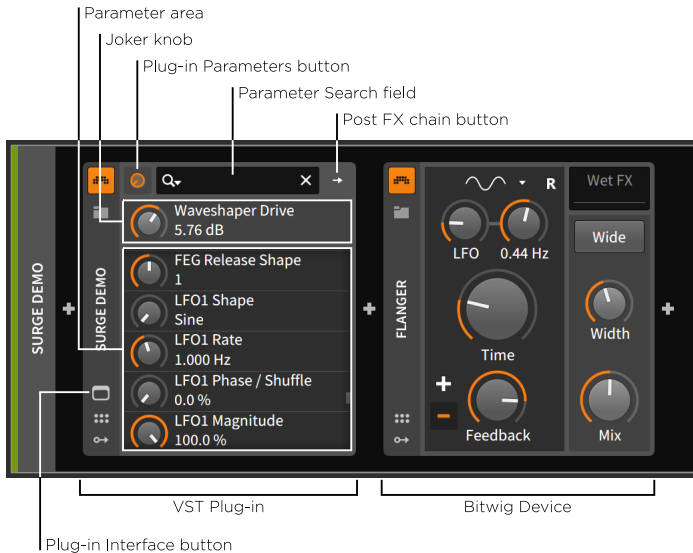 Parameter area
Joker knob
Plug-in Parameters button
Parameter Search field
Post FX chain button
SURGE DEMO
SURGE DEMO
Waveshaper Drive
5.76 dB
FEG Release Shape
1
LFO1 Shape
Sine
LFO1 Rate
1.000 Hz
LFO1 Phase / Shuffle
0.0 %
LFO1 Magnitude
100.0 %
FLANGER
R
LFO
0.44 Hz
Time
Feedback
Wet FX
Wide
Width
Mix
VST Plug-in
Bitwig Device
Plug-in Interface button